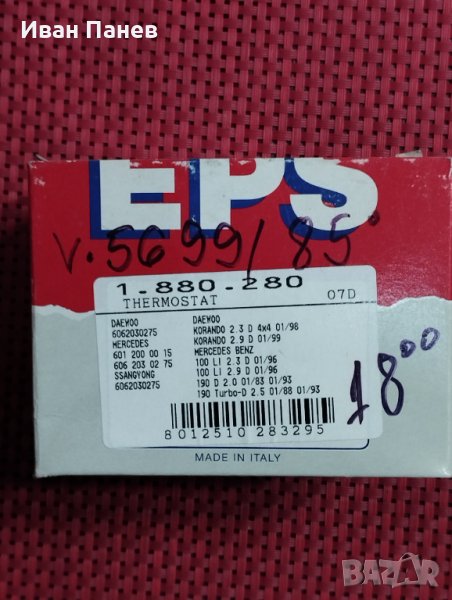 Иван Панев
EPS
v. 5699/85°
1-880-280
THERMOSTAT 07D
DAEWOO
6062030275
MERCEDES
601 200 00 15
606 203 02 75
SSANGYONG
6062030275
DAEWOO
KORANDO 2.3 D 4x4 01/98
KORANDO 2.9 D 01/99
MERCEDES BENZ
100 LI 2.3 D 01/96
100 LI 2.9 D 01/96
190 D 2.0 01/83 01/93
190 Turbo-D 2.5 01/88 01/93
18 00
8012510 283295
MADE IN ITALY
BAZAR